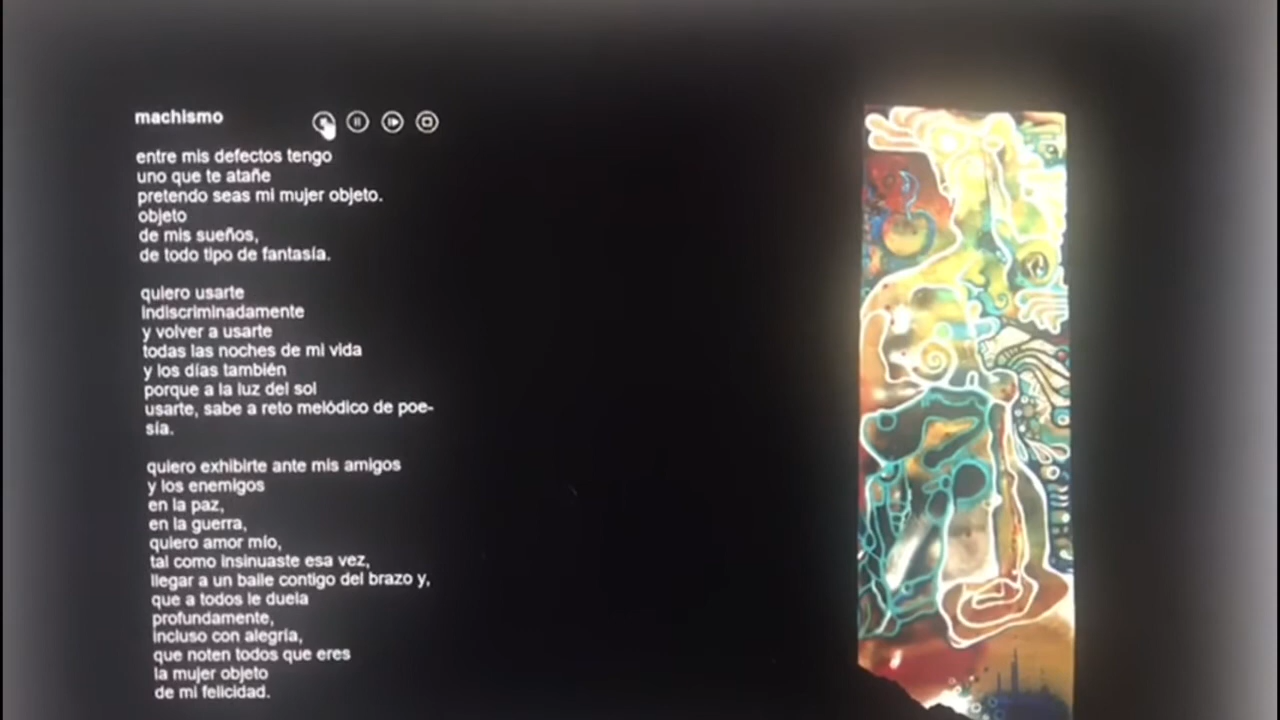 machismo
entre mis defectos tengo
uno que te atañe
pretendo seas mi mujer objeto.
objeto
de mis sueños,
de todo tipo de fantasía.
quiero usarte
indiscriminadamente
y volver a usarte
todas las noches de mi vida
y los días también
porque a la luz del sol
usarte, sabe a reto melódico de poe-
sía.
quiero exhibirte ante mis amigos
y los enemigos
en la paz,
en la guerra,
quiero amor mío,
tal como insinuaste esa vez,
llegar a un baile contigo del brazo y,
que a todos le duela
profundamente,
incluso con alegría,
que noten todos que eres
la mujer objeto
de mi felicidad.